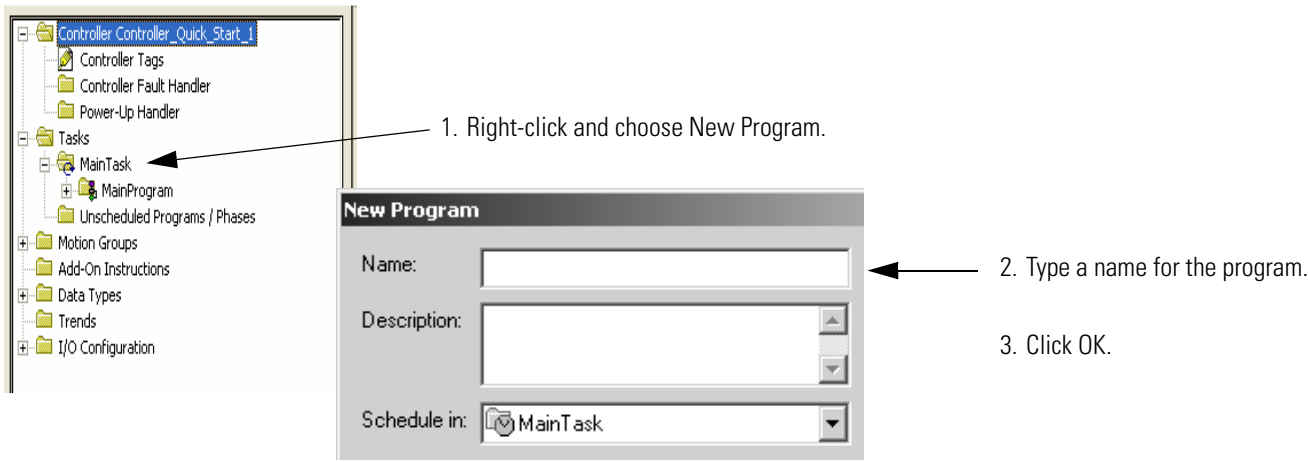 Controller Controller_Quick_Start_1
Controller Tags
Controller Fault Handler
Power-Up Handler
Tasks
MainTask
MainProgram
Unscheduled Programs / Phases
Motion Groups
Add-On Instructions
Data Types
Trends
I/O Configuration
1. Right-click and choose New Program.
New Program
Name:
Description:
Schedule in:
MainTask
2. Type a name for the program.
3. Click OK.